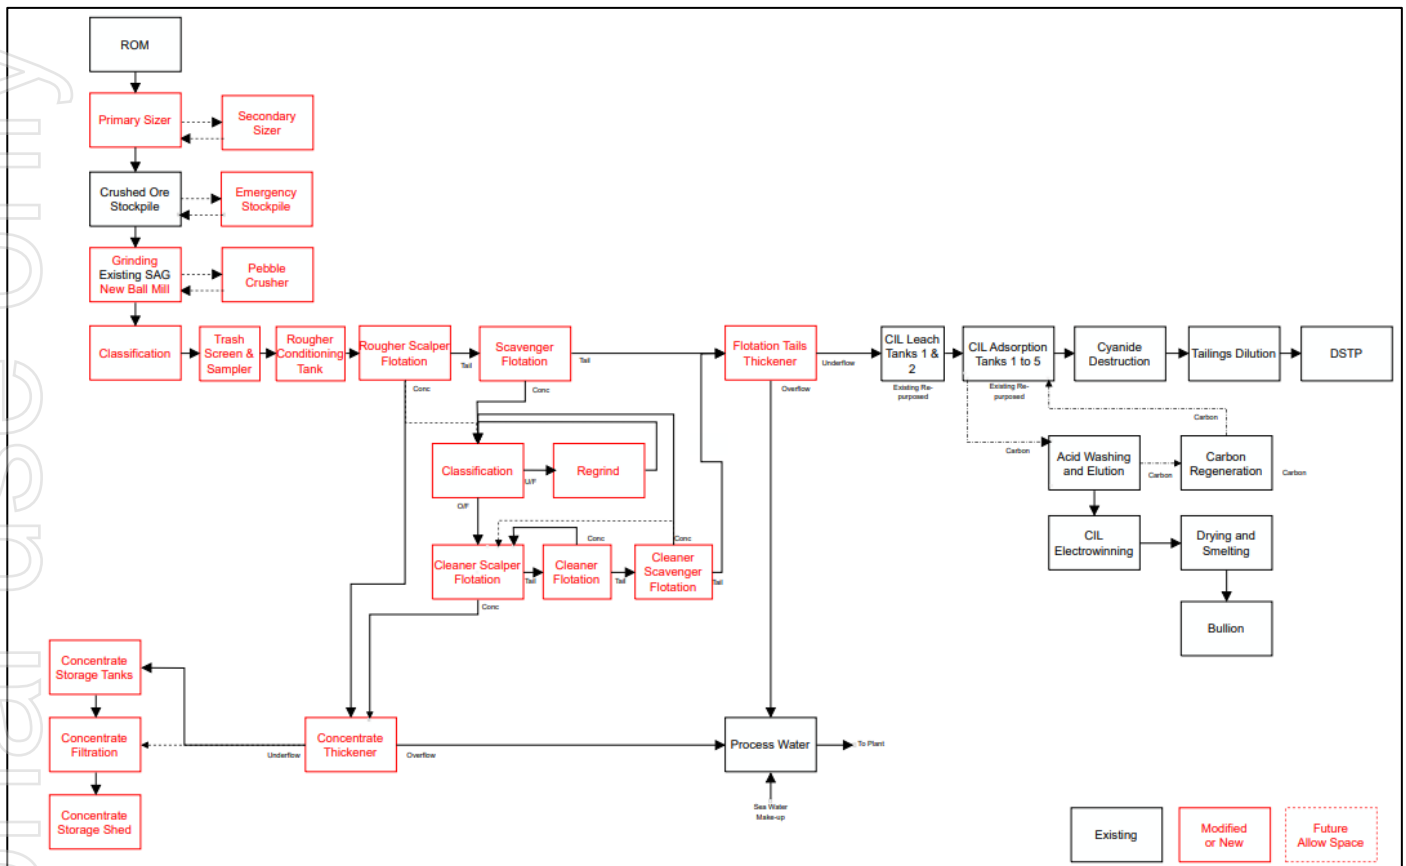 ROM
Primary Sizer
Secondary
Sizer
Crushed Ore
Stockpile
Emergency
Stockpile
Grinding
Existing SAG
New Ball Mill
Pebble
Crusher
Classification
Trash
Screen &
Sampler
Rougher
Conditioning
Tank
Rougher Scalper
Flotation
Tail
Conc
Scavenger
Flotation
Tail
Conc
Flotation Tails
Thickener
Underflow
Overflow
CIL Leach
Tanks 1 &
2
Existing Re-
purposed
CIL Adsorption
Tanks 1 to 5
Existing Re-
purposed
Cyanide
Destruction
Tailings Dilution
DSTP
Carbon
Carbon
Acid Washing
and Elution
Carbon
Carbon
Regeneration
Carbon
CIL
Electrowinning
Drying and
Smelting
Bullion
Classification
U/F
O/F
Regrind
Cleaner Scalper
Flotation
Tail
Conc
Cleaner
Flotation
Conc
Tail
Cleaner
Scavenger
Flotation
Conc
Tail
Concentrate
Storage Tanks
Concentrate
Filtration
Concentrate
Storage Shed
Underflow
Concentrate
Thickener
Overflow
Process Water
To Plant
Sea Water
Make-up
Existing
Modified
or New
Future
Allow Space